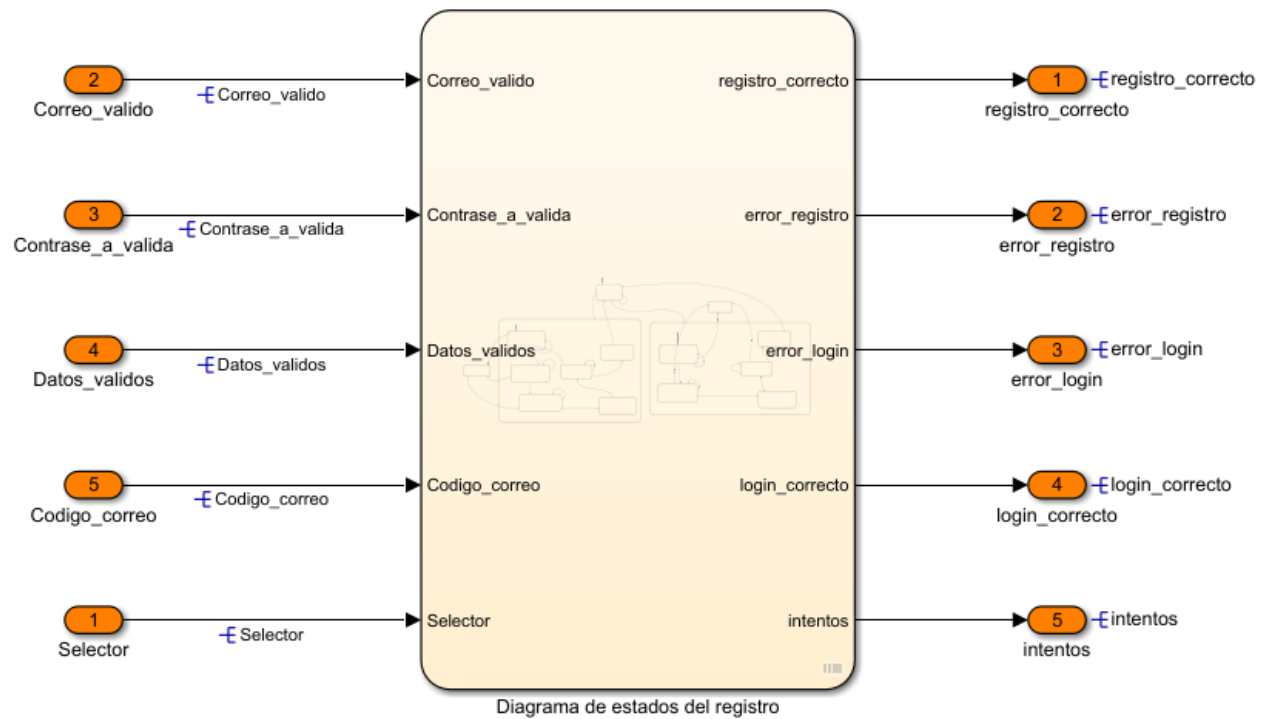 2
Correo_valido
Correo_valido
Correo_valido
registro_correcto
1
registro_correcto
registro_correcto
3
Contrase_a_valida
Contrase_a_valida
Contrase_a_valida
error_registro
2
error_registro
error_registro
4
Datos_validos
Datos_validos
Datos_validos
error_login
3
error_login
error_login
5
Codigo_correo
Codigo_correo
Codigo_correo
login_correcto
4
login_correcto
login_correcto
1
Selector
Selector
Selector
intentos
5
intentos
intentos
Diagrama de estados del registro